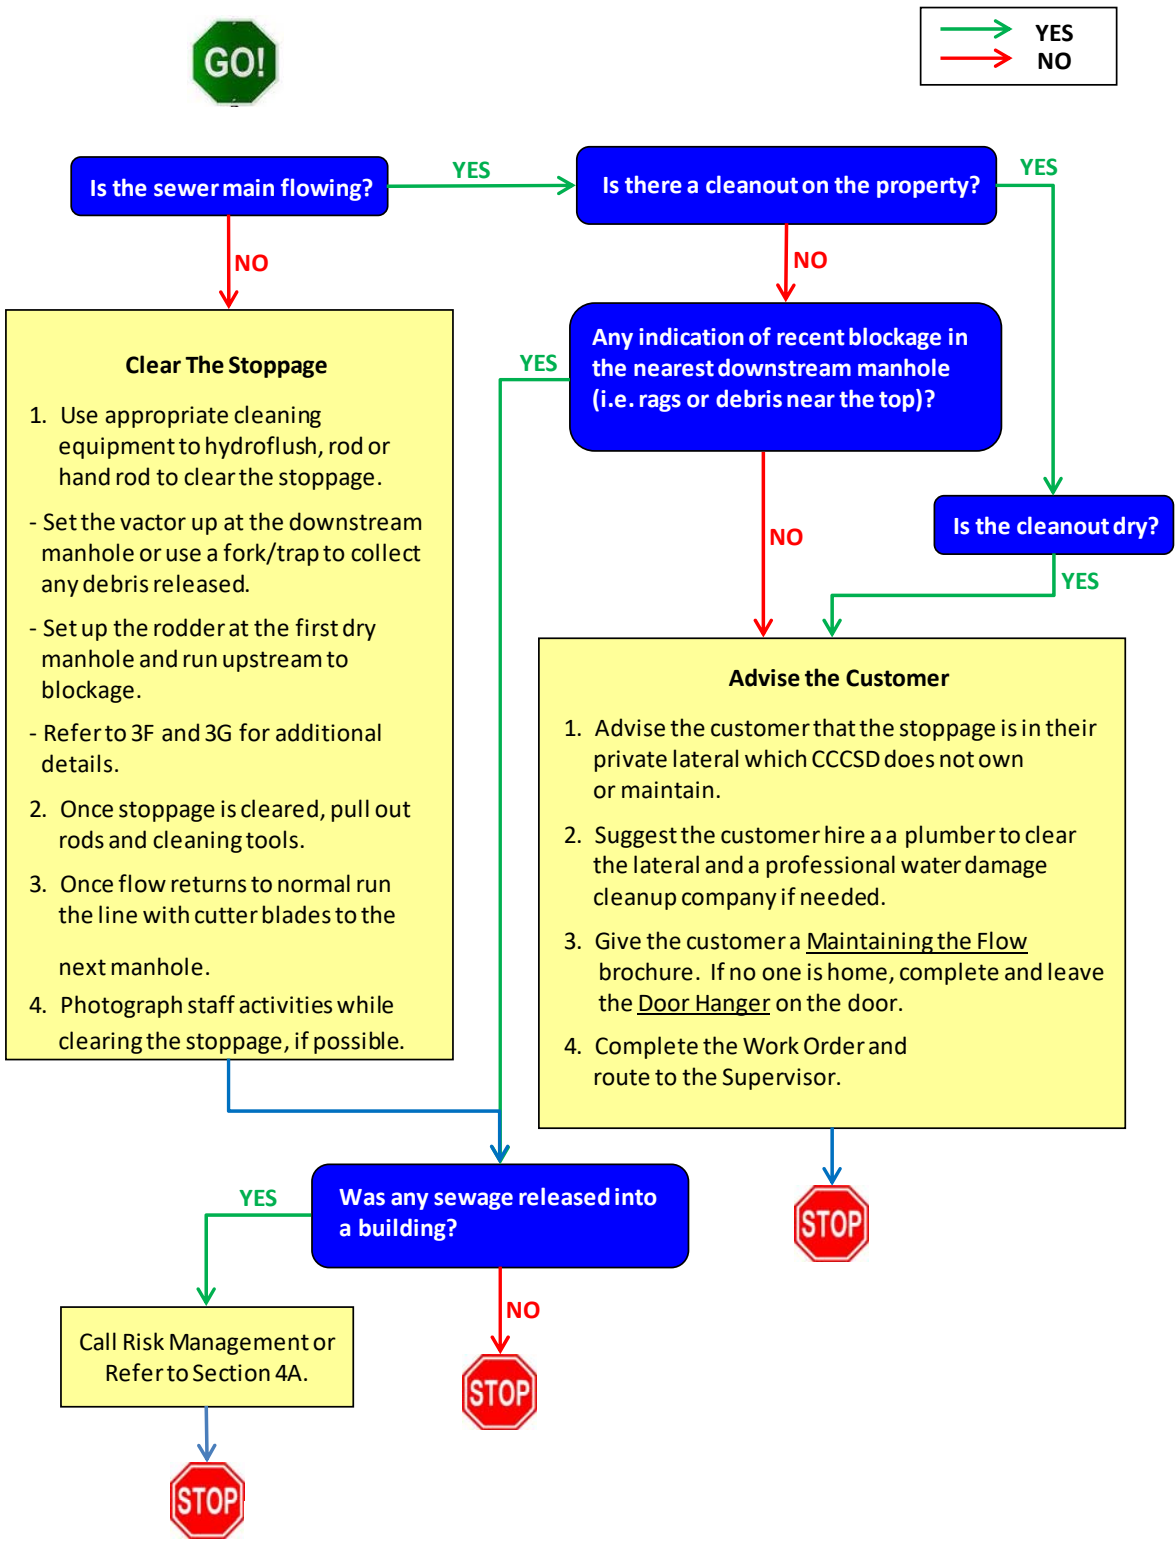 GO!
YES
NO
Is the sewer main flowing?
YES
Is there a cleanout on the property?
YES
NO
NO
Any indication of recent blockage in
the nearest downstream manhole
(i.e. rags or debris near the top)?
YES
NO
Is the cleanout dry?
YES
Clear The Stoppage
1. Use appropriate cleaning
equipment to hydroflush, rod or
hand rod to clear the stoppage.
- Set the vactor up at the downstream
manhole or use a fork/trap to collect
any debris released.
- Set up the rodder at the first dry
manhole and run upstream to
blockage.
- Refer to 3F and 3G for additional
details.
2. Once stoppage is cleared, pull out
rods and cleaning tools.
3. Once flow returns to normal run
the line with cutter blades to the
next manhole.
4. Photograph staff activities while
clearing the stoppage, if possible.
Advise the Customer
1. Advise the customer that the stoppage is in their
private lateral which CCCSD does not own
or maintain.
2. Suggest the customer hire a a plumber to clear
the lateral and a professional water damage
cleanup company if needed.
3. Give the customer a Maintaining the Flow
brochure. If no one is home, complete and leave
the Door Hanger on the door.
4. Complete the Work Order and
route to the Supervisor.
STOP
Was any sewage released into
a building?
YES
NO
Call Risk Management or
Refer to Section 4A.
STOP
STOP